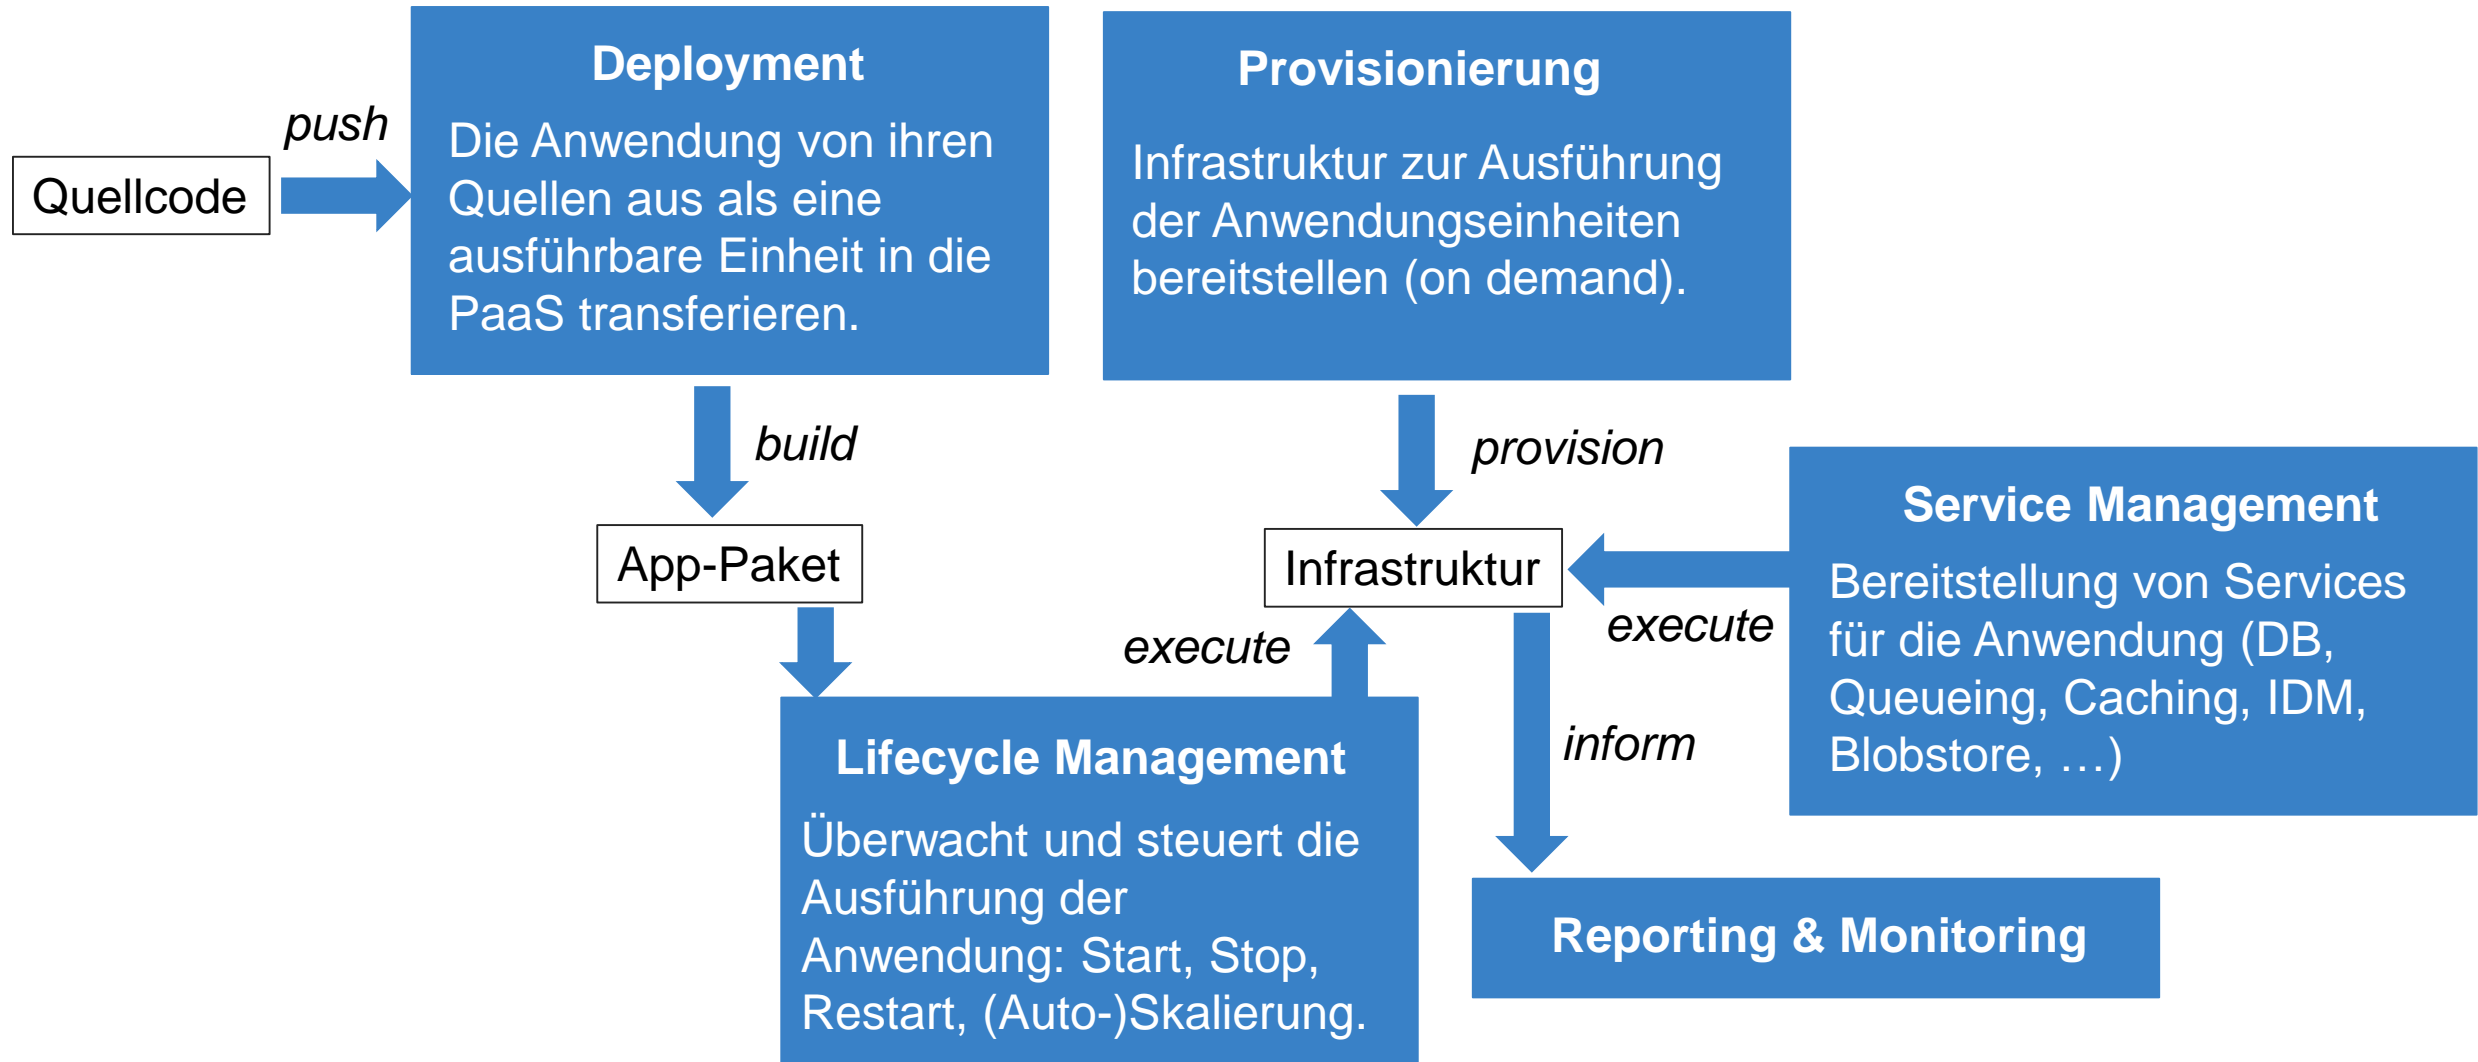 Deployment
Die Anwendung von ihren
Quellen aus als eine
ausführbare Einheit in die
PaaS transferieren.
Provisionierung
Infrastruktur zur Ausführung
der Anwendungseinheiten
bereitstellen (on demand).
push
Quellcode
build
provision
App-Paket
Infrastruktur
Service Management
Bereitstellung von Services
für die Anwendung (DB,
Queueing, Caching, IDM,
Blobstore, …)
execute
execute
inform
Lifecycle Management
Überwacht und steuert die
Ausführung der
Anwendung: Start, Stop,
Restart, (Auto-)Skalierung.
Reporting & Monitoring